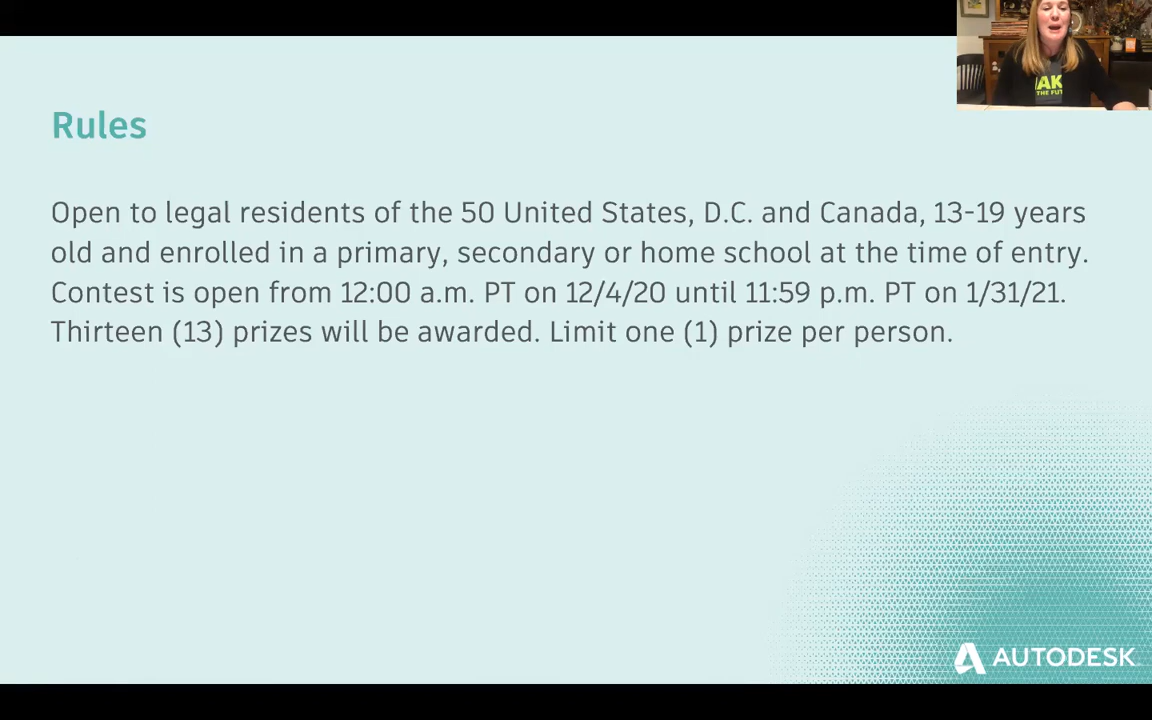 Rules
Open to legal residents of the 50 United States, D.C. and Canada, 13-19 years
old and enrolled in a primary, secondary or home school at the time of entry.
Contest is open from 12:00 a.m. PT on 12/4/20 until 11:59 p.m. PT on 1/31/21.
Thirteen (13) prizes will be awarded. Limit one (1) prize per person.
AK
THE FU
AUTODESK